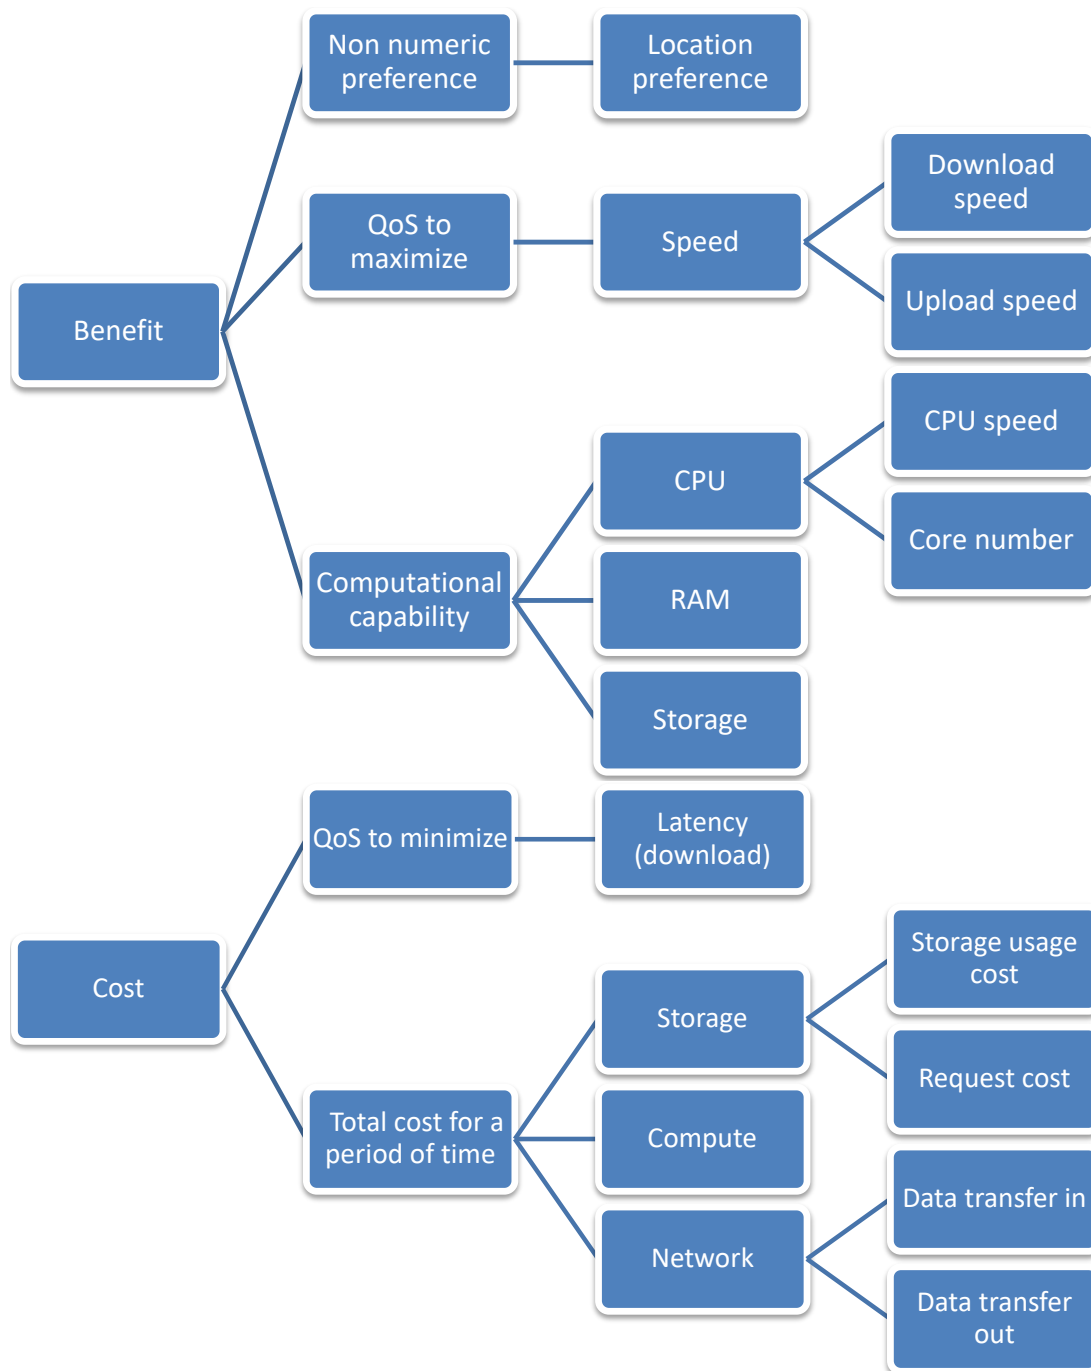 Non numeric
preference
Location
preference
Download
speed
QoS to
maximize
Speed
Upload speed
Benefit
CPU speed
CPU
Core number
Computational
capability
RAM
Storage
QoS to minimize
Latency
(download)
Storage usage
cost
Cost
Storage
Request cost
Total cost for a
period of time
Compute
Data transfer in
Network
Data transfer
out